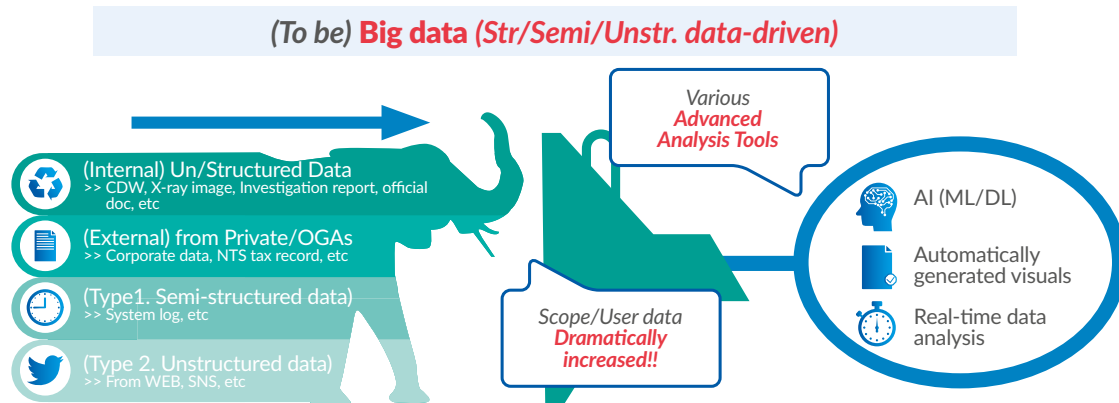 (To be) Big data (Str/Semi/Unstr. data-driven)
Various
Advanced
Analysis Tools
(Internal) Un/Structured Data
>> CDW, X-ray image, Investigation report, official
doc, etc
(External) from Private/OGAs
>> Corporate data, NTS tax record, etc
(Type1. Semi-structured data)
>> System log, etc
(Type 2. Unstructured data)
>> From WEB, SNS, etc
Scope/User data
Dramatically
increased!!
AI (ML/DL)
Automatically
generated visuals
Real-time data
analysis